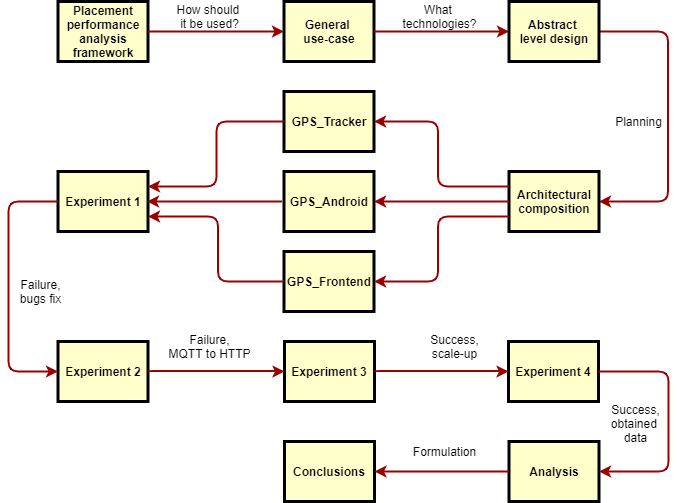 Placement
performance
analysis
framework
How should
it be used?
General
use-case
What
technologies?
Abstract
level design
Planning
GPS_Tracker
GPS_Android
GPS_Frontend
Architectural
composition
Experiment 1
Failure,
bugs fix
Experiment 2
Failure,
MQTT to HTTP
Experiment 3
Success,
scale-up
Experiment 4
Success,
obtained
data
Analysis
Formulation
Conclusions